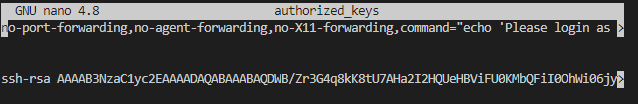 GNU nano 4.8 authorized_keys
no-port-forwarding,no-agent-forwarding,no-X11-forwarding,command="echo 'Please login as >
ssh-rsa AAAAB3NzaC1yc2EAAAADAQABAAABAQDWB/Zr3G4q8kK8tU7AHa2I2HQUeHBViFU0KMbQFiI0OhWi06jy>